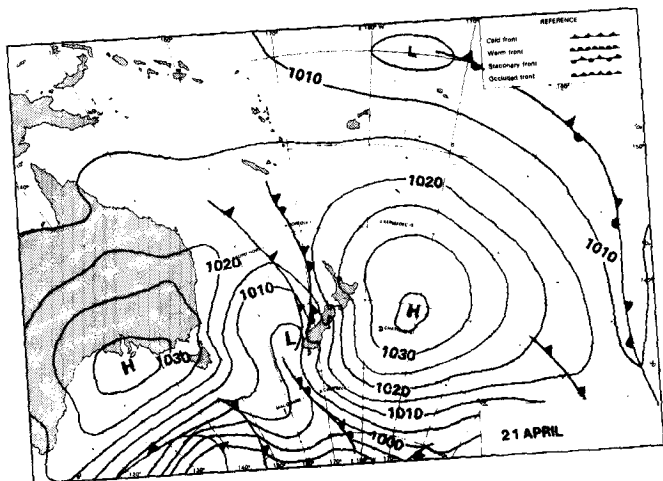 REFERENCE
Cold front
Warm front
Stationary front
Occluded front
180° W
L
1010
1020
1010
1020
1010
H
1030
H
1030
L
1020
1010
1000
21 APRIL